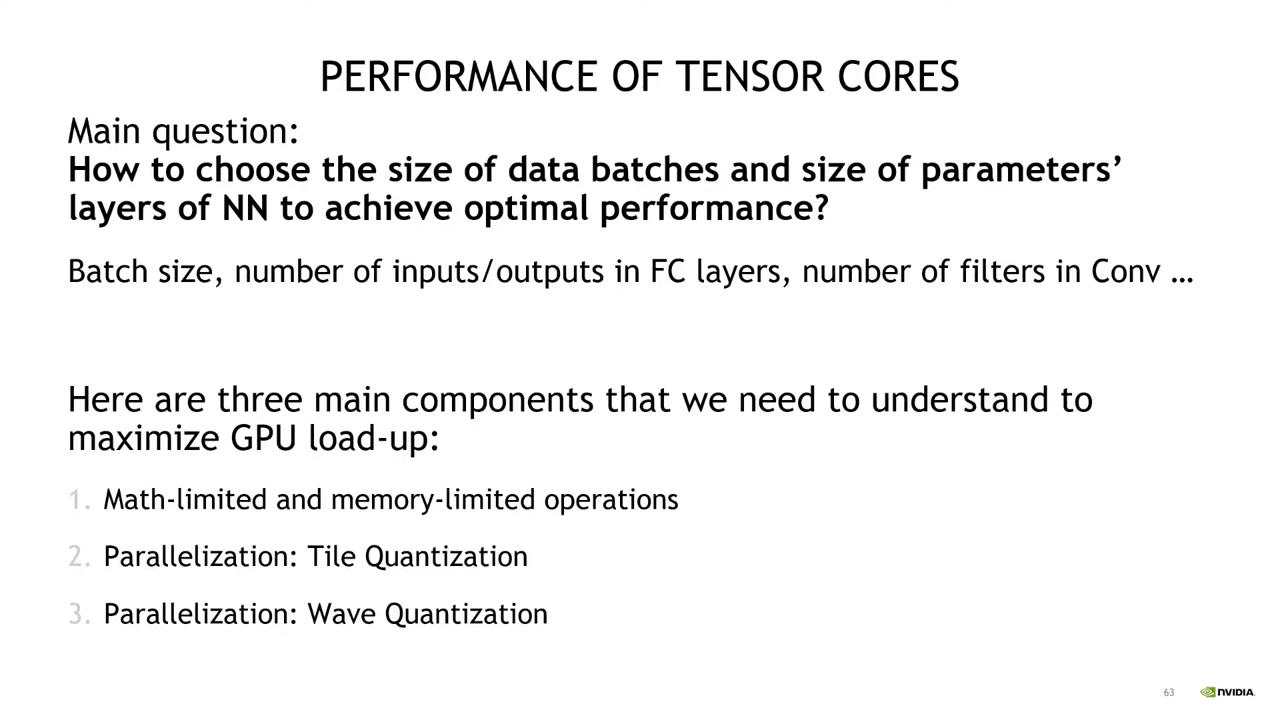 PERFORMANCE OF TENSOR CORES
Main question:
How to choose the size of data batches and size of parameters’
layers of NN to achieve optimal performance?
Batch size, number of inputs/outputs in FC layers, number of filters in Conv …
Here are three main components that we need to understand to
maximize GPU load-up:
1. Math-limited and memory-limited operations
2. Parallelization: Tile Quantization
3. Parallelization: Wave Quantization
63 NVIDIA.